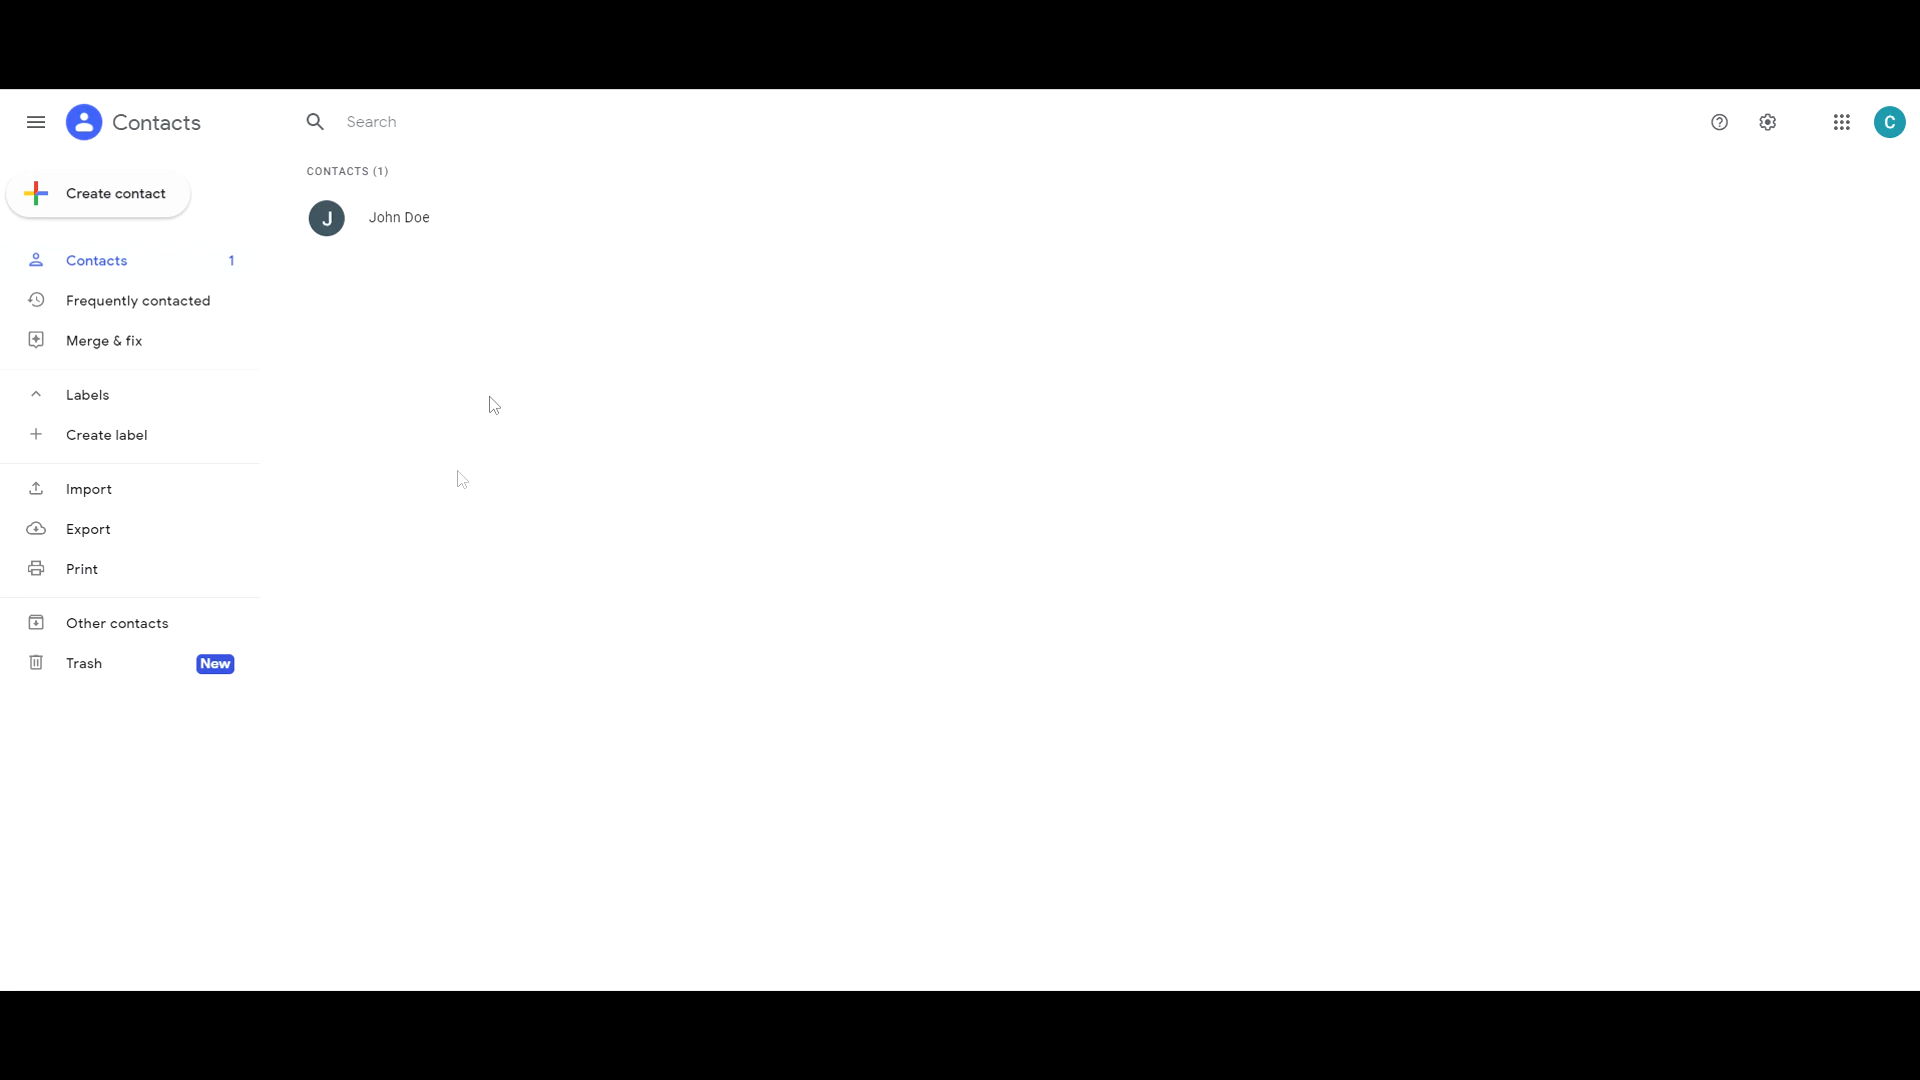 Contacts
Search
C
CONTACTS (1)
Create contact
J John Doe
Contacts 1
Frequently contacted
Merge & fix
Labels
Create label
Import
Export
Print
Other contacts
Trash New